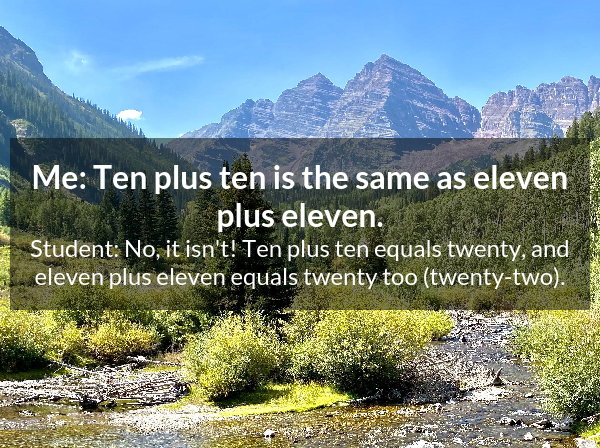 Me: Ten plus ten is the same as eleven
plus eleven.
Student: No, it isn't! Ten plus ten equals twenty, and
eleven plus eleven equals twenty too (twenty-two).